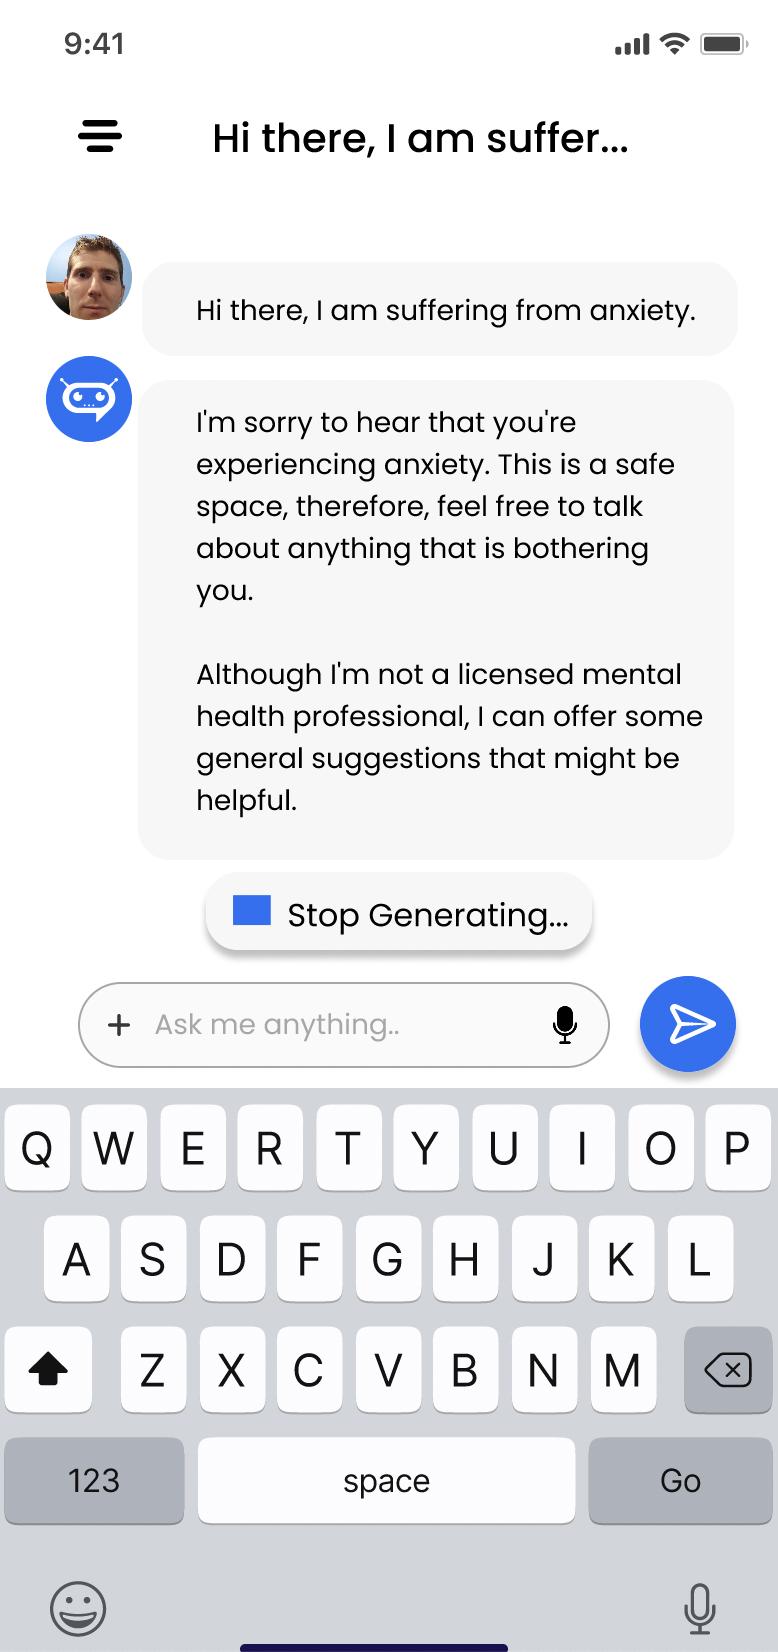 9:41
Hi there, I am suffer...
Hi there, I am suffering from anxiety.
I'm sorry to hear that you're
experiencing anxiety. This is a safe
space, therefore, feel free to talk
about anything that is bothering
you.
Although I'm not a licensed mental
health professional, I can offer some
general suggestions that might be
helpful.
Stop Generating...
Ask me anything..
Q W E R T Y U I O P
A S D F G H J K L
Z X C V B N M
123 space Go